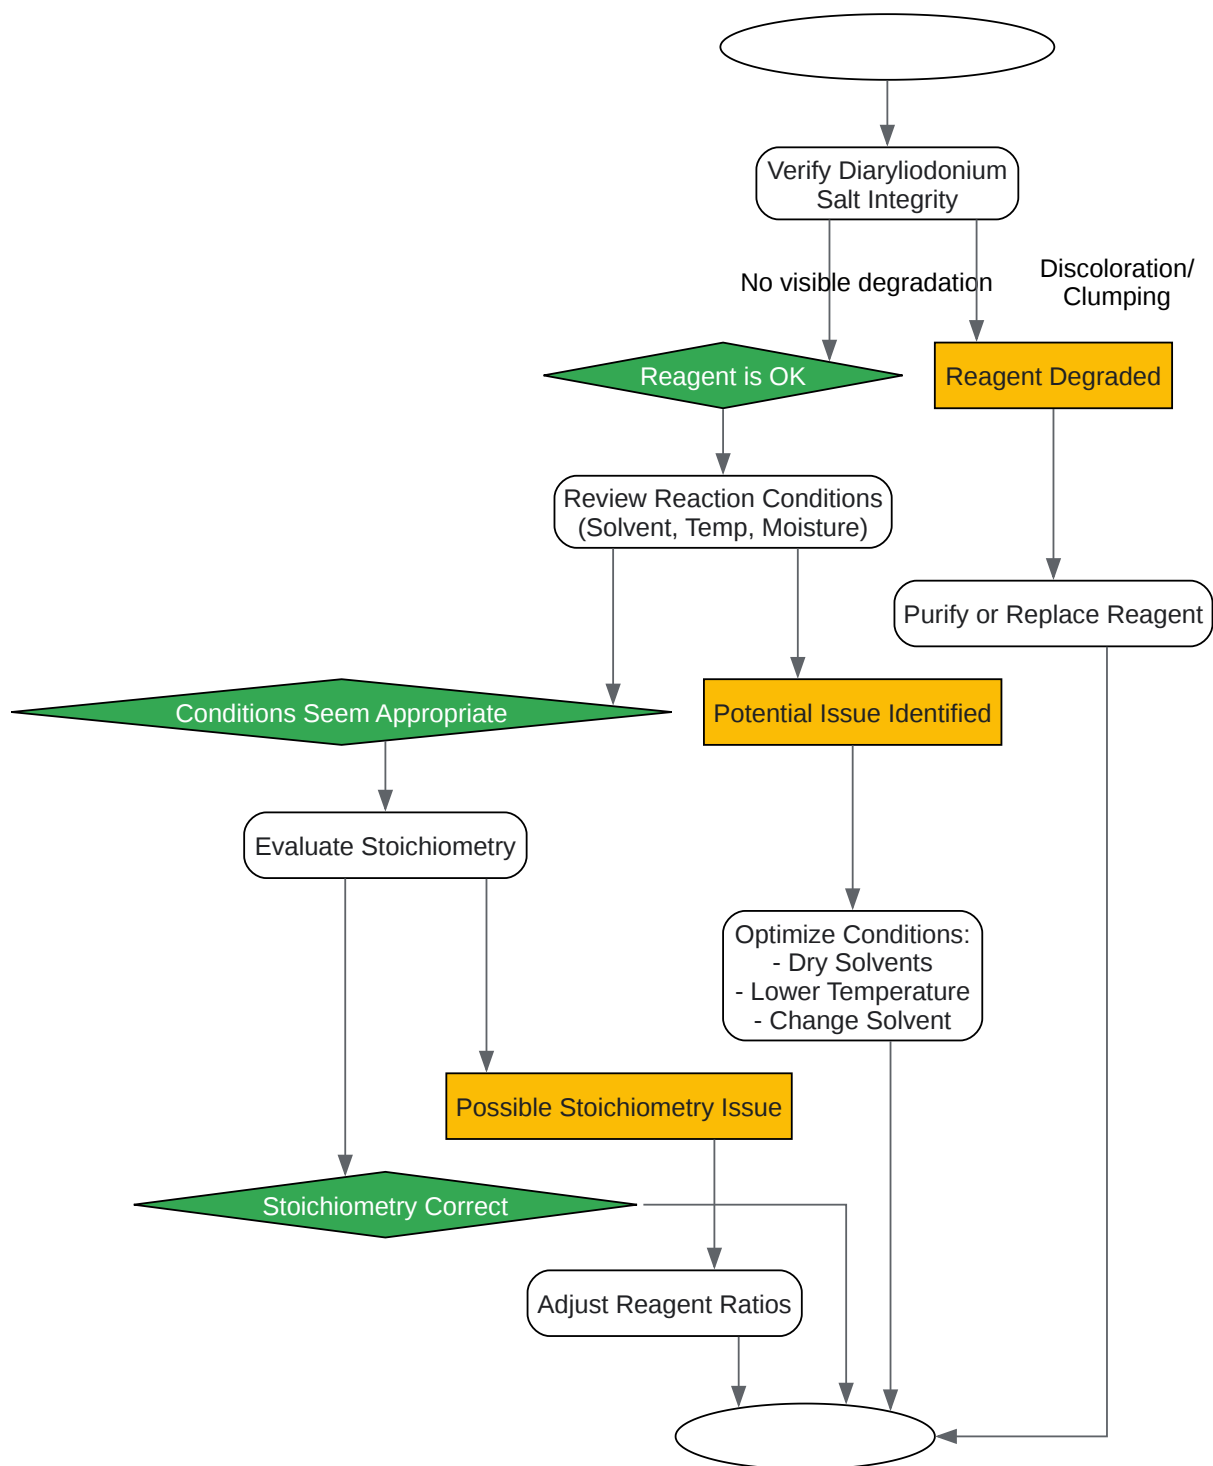 Verify Diaryliodonium
Salt Integrity
No visible degradation
Discoloration/
Clumping
Reagent is OK
Reagent Degraded
Review Reaction Conditions
(Solvent, Temp, Moisture)
Purify or Replace Reagent
Conditions Seem Appropriate
Potential Issue Identified
Evaluate Stoichiometry
Optimize Conditions:
- Dry Solvents
- Lower Temperature
- Change Solvent
Possible Stoichiometry Issue
Stoichiometry Correct
Adjust Reagent Ratios